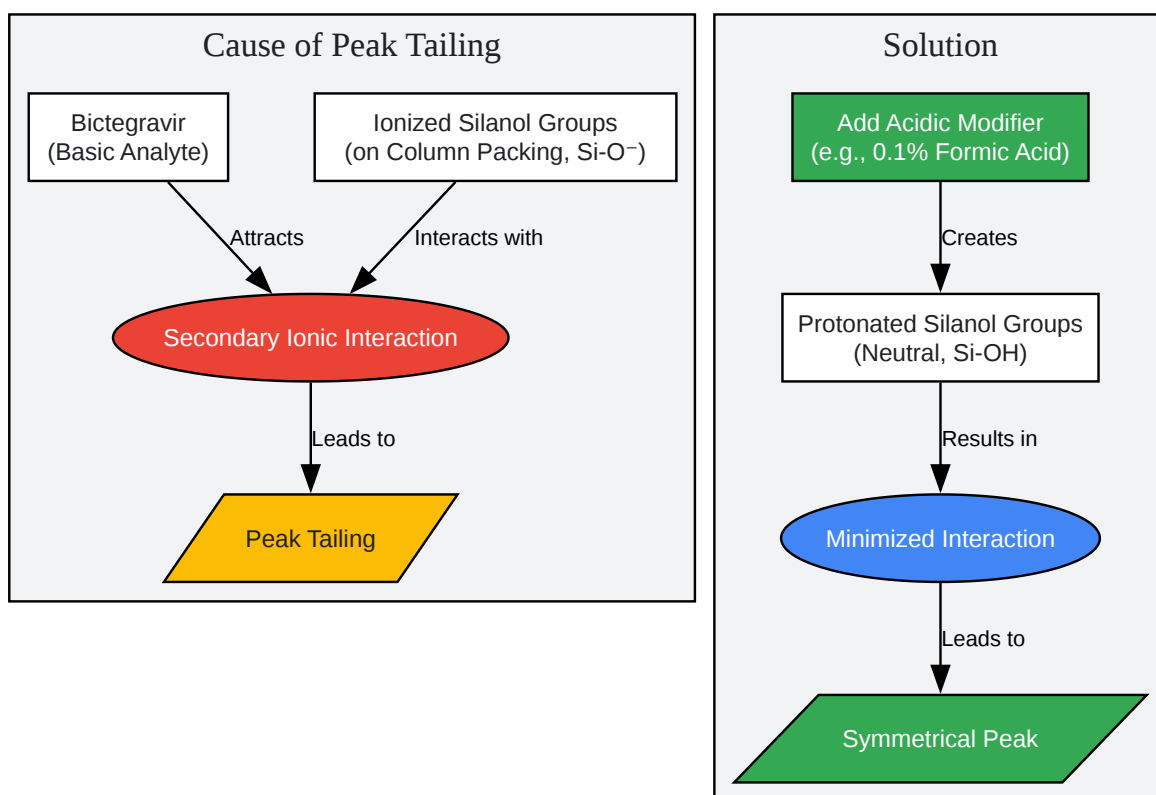 Cause of Peak Tailing
Bictegravir
(Basic Analyte)
Ionized Silanol Groups
(on Column Packing, Si-O⁻)
Attracts
Interacts with
Secondary Ionic Interaction
Leads to
Peak Tailing
Solution
Add Acidic Modifier
(e.g., 0.1% Formic Acid)
Creates
Protonated Silanol Groups
(Neutral, Si-OH)
Results in
Minimized Interaction
Leads to
Symmetrical Peak